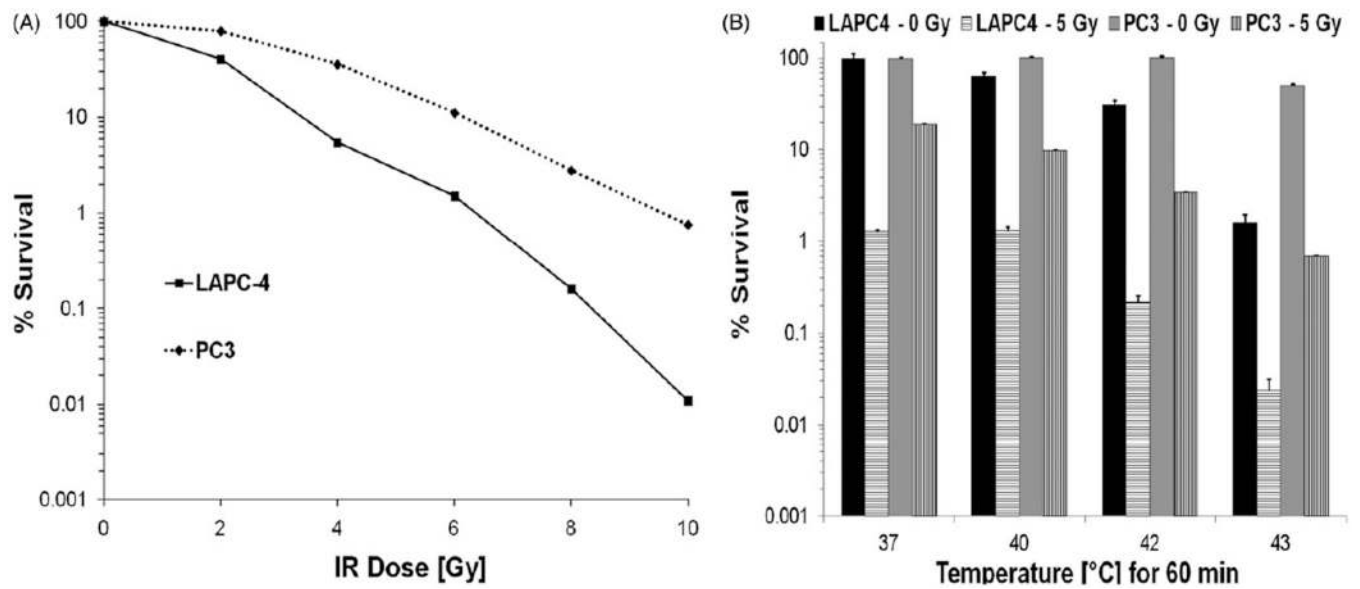 (A)
% Survival
100
10
1
0.1
0.01
0.001
LAPC-4
PC3
0 2 4 6 8 10
IR Dose [Gy]
(B)
LAPC4 - 0 Gy LAPC4 - 5 Gy PC3 - 0 Gy PC3 - 5 Gy
% Survival
100
10
1
0.1
0.01
0.001
37 40 42 43
Temperature [°C] for 60 min